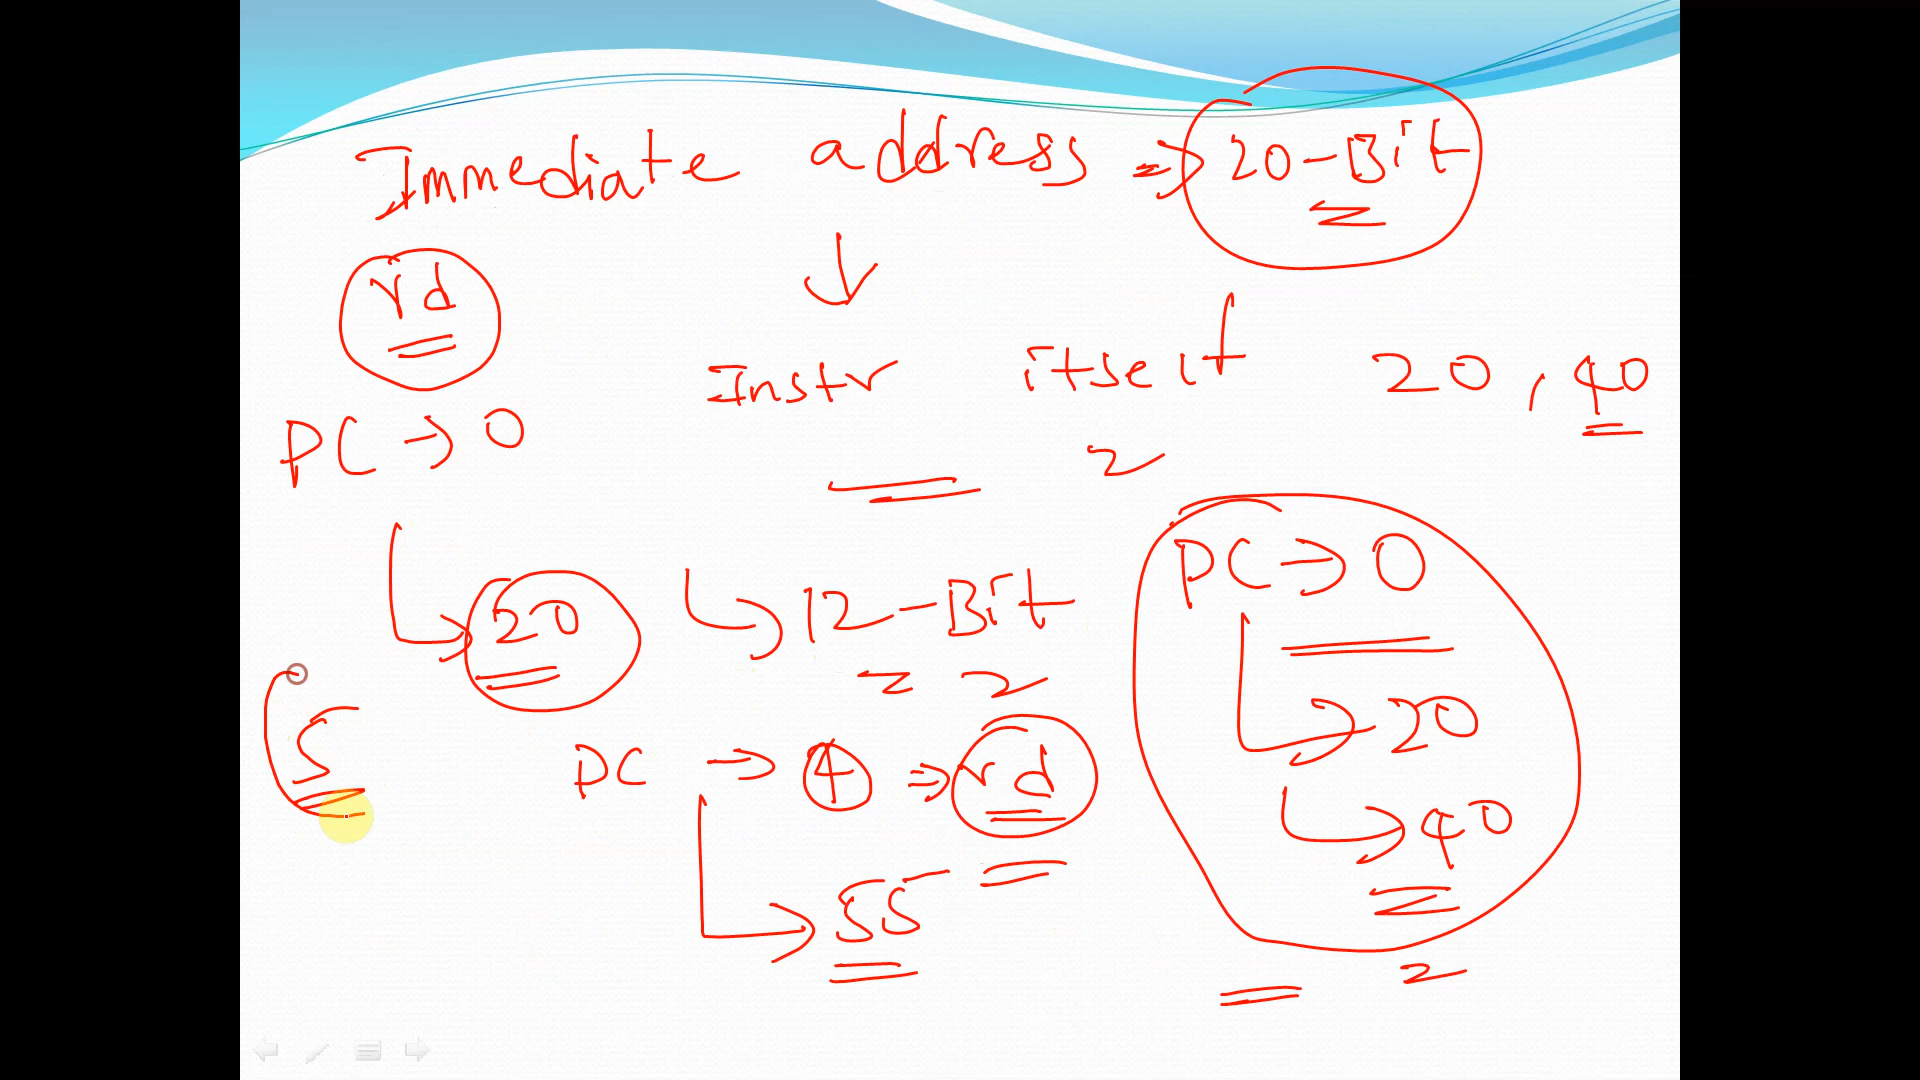 Immediate address ⇒ 20-Bit
rd
Instr itself 20, 40
PC → 0
PC → 0
20
12-Bit
20
5
PC → 4 ⇒ rd
40
55